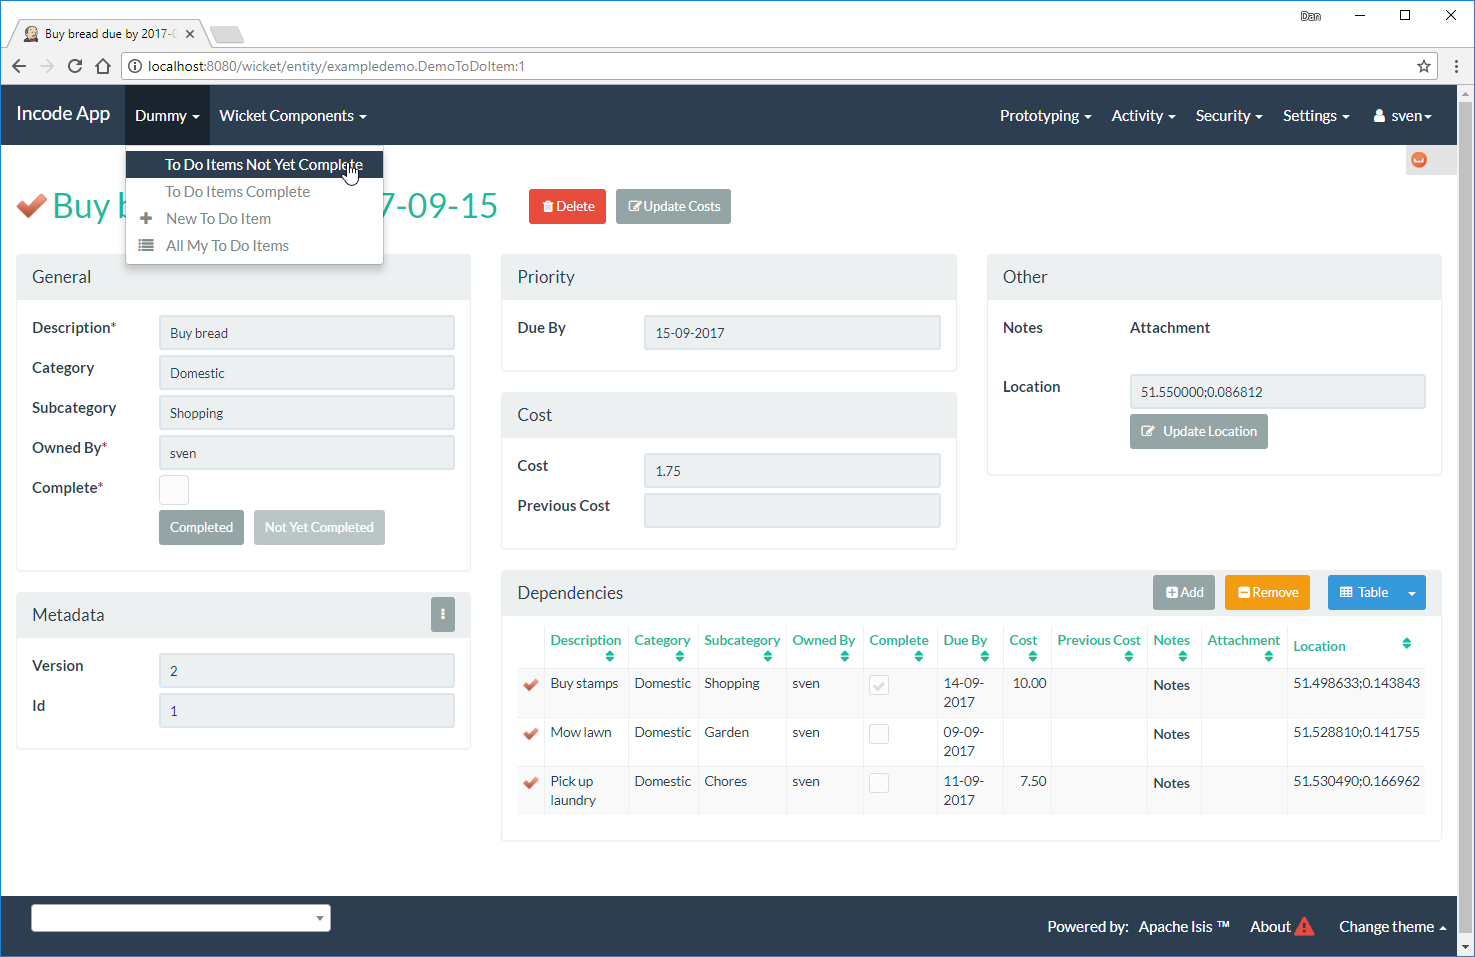 Dan
Buy bread due by 2017-
localhost:8080/wicket/entity/exampledemo.DemoToDoItem:1
Incode App
Dummy
Wicket Components
Prototyping
Activity
Security
Settings
sven
To Do Items Not Yet Complete
To Do Items Complete
New To Do Item
All My To Do Items
Buy
7-09-15
Delete
Update Costs
General
Description*
Buy bread
Category
Domestic
Subcategory
Shopping
Owned By*
sven
Complete*
Completed
Not Yet Completed
Metadata
Version
2
Id
1
Priority
Due By
15-09-2017
Cost
Cost
1.75
Previous Cost
Other
Notes
Attachment
Location
51.550000;0.086812
Update Location
Dependencies
Add
Remove
Table
Description Category Subcategory Owned By Complete Due By Cost Previous Cost Notes Attachment Location
Buy stamps Domestic Shopping sven 14-09- 10.00 Notes 51.498633;0.143843
2017
Mow lawn Domestic Garden sven 09-09- Notes 51.528810;0.141755
2017
Pick up Domestic Chores sven 11-09- 7.50 Notes 51.530490;0.166962
laundry 2017
Powered by: Apache Isis ™
About
Change theme